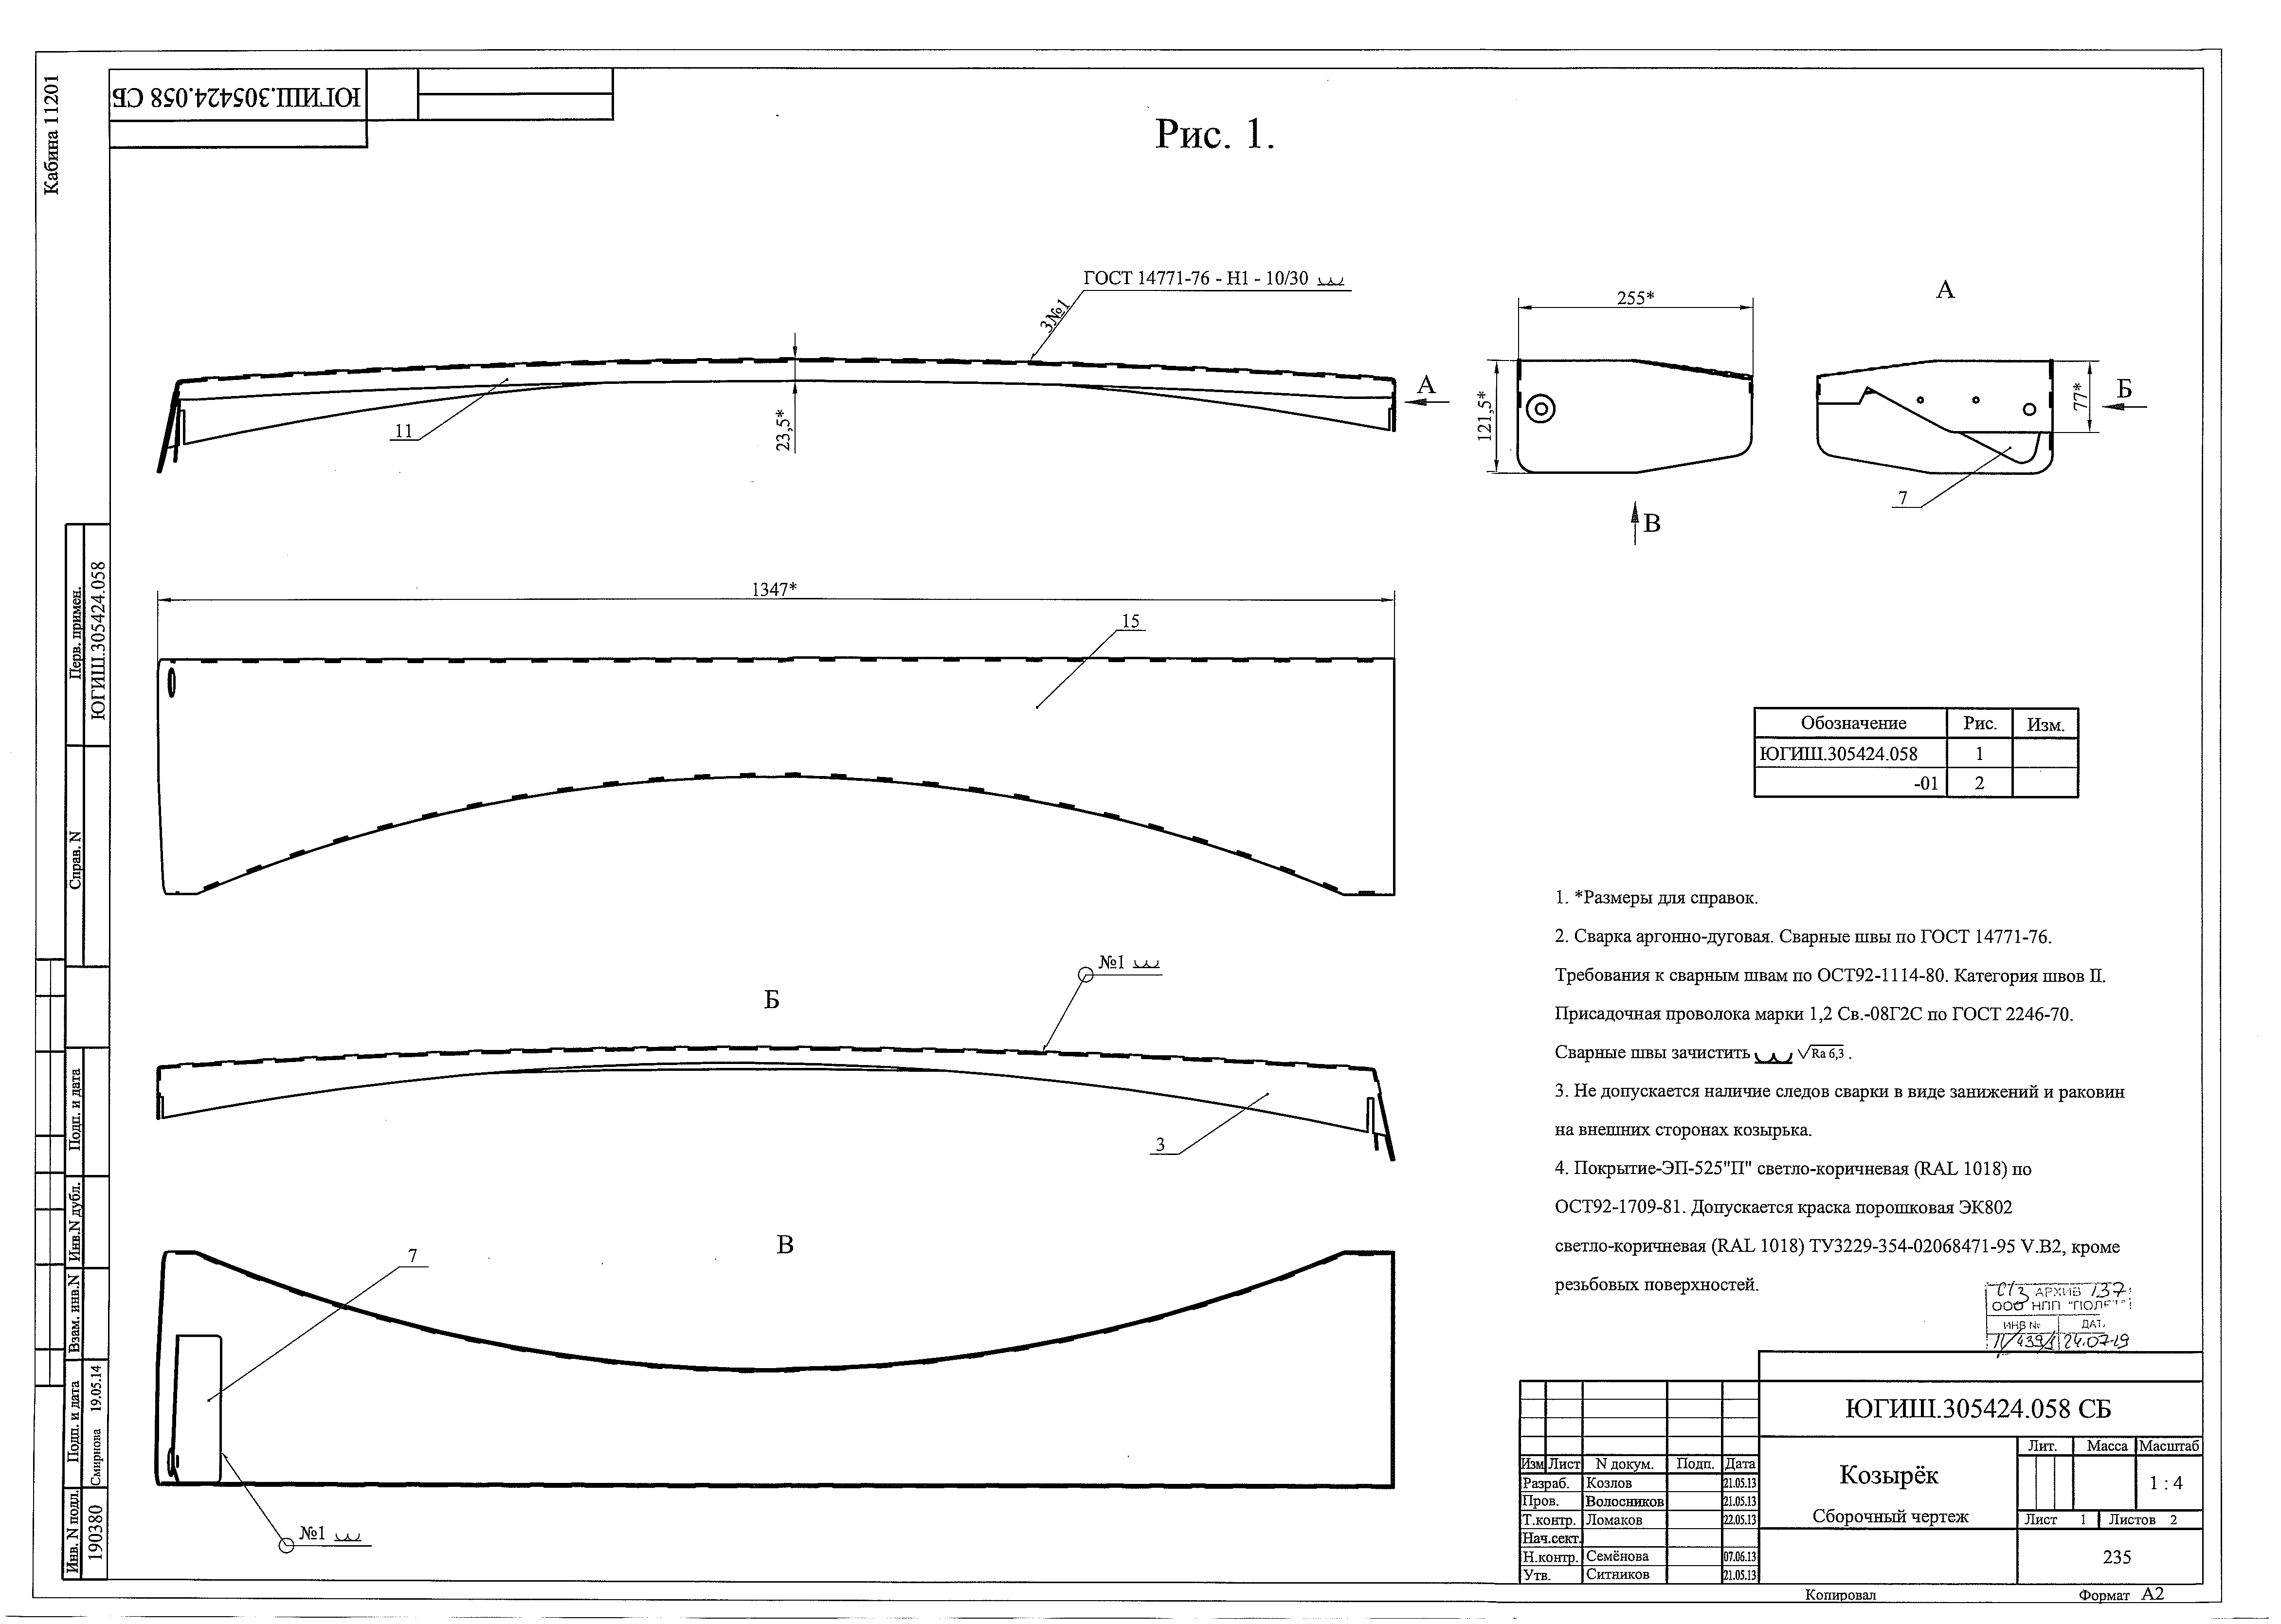 Кабина 11201
ЮГИШ.305424.058 СБ
Рис. 1.
ГОСТ 14771-76 - Н1 - 10/30
3№1
11
23,5*
А
255*
121,5*
В
А
77*
Б
7
1347*
15
Обозначение Рис. Изм.
ЮГИШ.305424.058 1
-01 2
Б
№1
3
В
7
№1
1. *Размеры для справок.
2. Сварка аргонно-дуговая. Сварные швы по ГОСТ 14771-76.
Требования к сварным швам по ОСТ92-1114-80. Категория швов II.
Присадочная проволока марки 1,2 Св.-08Г2С по ГОСТ 2246-70.
Сварные швы зачистить √Ra 6,3 .
3. Не допускается наличие следов сварки в виде занижений и раковин
на внешних сторонах козырька.
4. Покрытие-ЭП-525"П" светло-коричневая (RAL 1018) по
ОСТ92-1709-81. Допускается краска порошковая ЭК802
светло-коричневая (RAL 1018) ТУ3229-354-02068471-95 V.В2, кроме
резьбовых поверхностей.
АРХИВ 137
ООО НПП "ПОЛЕТ"
ИНВ № ДАТ.
24.07.19
Перв. примен.
ЮГИШ.305424.058
Справ. N
Подп. и дата
Инв.N дубл.
Взам. инв.N
Подп. и дата
Смирнова 19.05.14
Инв. N подл.
190380
ЮГИШ.305424.058 СБ
Изм Лист N докум. Подп. Дата
Разраб. Козлов 21.05.13
Пров. Волосников 21.05.13
Т.контр. Ломаков 22.05.13
Нач.сект.
Н.контр. Семёнова 07.06.13
Утв. Ситников 21.05.13
Козырёк
Сборочный чертеж
Лит. Масса Масштаб
1 : 4
Лист 1 Листов 2
235
Копировал Формат А2